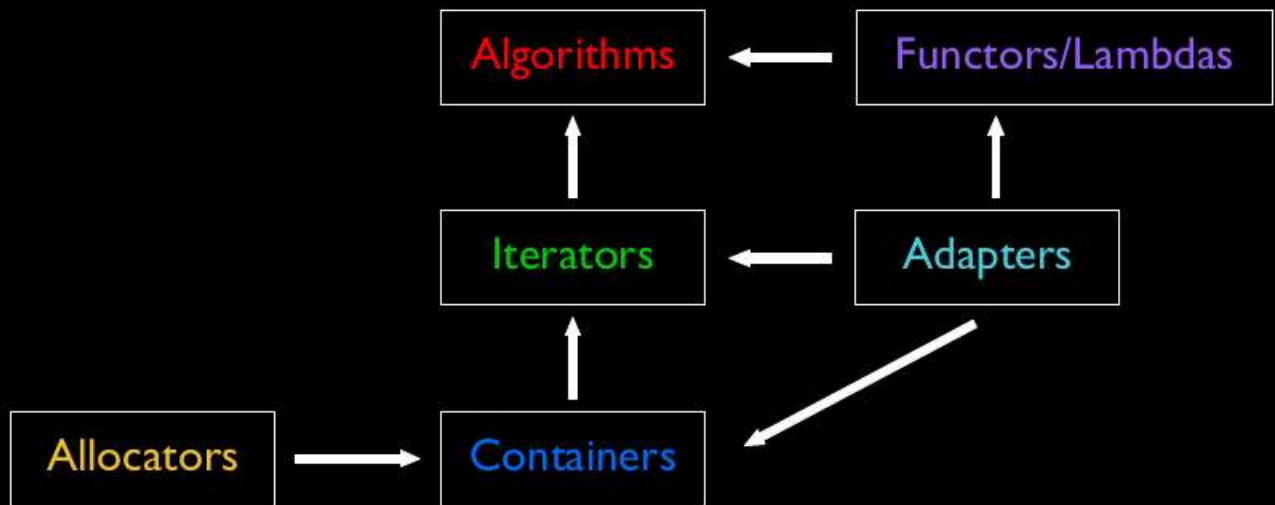 Algorithms
Functors/Lambdas
Iterators
Adapters
Allocators
Containers